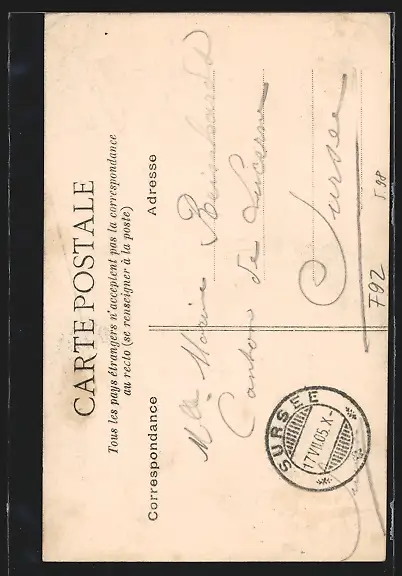 CARTE POSTALE
Tous les pays étrangers n'acceptent pas la correspondance
au recto (se renseigner à la poste)
Correspondance
Adresse
Mlle Marie Reinhardt
Canton de Lucerne
Sursee
792
SURSEE
17.VII.05.X-